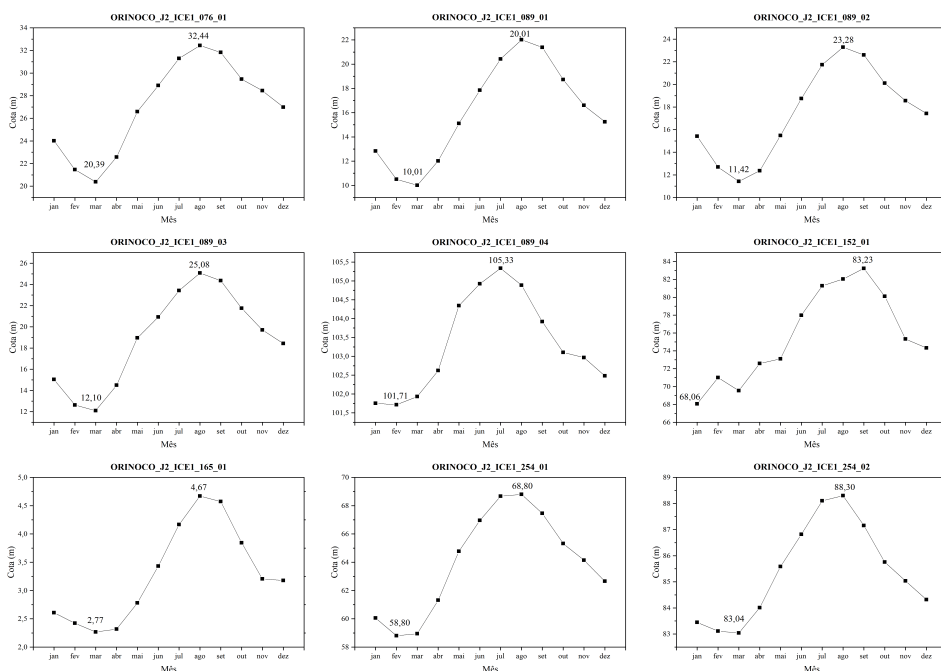 ORINOCO_J2_ICE1_076_01
34
32
30
28
26
24
22
20
Cota (m)
32,44
20,39
jan fev mar abr mai jun jul ago set out nov dez
Mês
ORINOCO_J2_ICE1_089_01
22
20
18
16
14
12
10
Cota (m)
20,01
10,01
jan fev mar abr mai jun jul ago set out nov dez
Mês
ORINOCO_J2_ICE1_089_02
24
22
20
18
16
14
12
10
Cota (m)
23,28
11,42
jan fev mar abr mai jun jul ago set out nov dez
Mês
ORINOCO_J2_ICE1_089_03
26
24
22
20
18
16
14
12
Cota (m)
25,08
12,10
jan fev mar abr mai jun jul ago set out nov dez
Mês
ORINOCO_J2_ICE1_089_04
105,5
105,0
104,5
104,0
103,5
103,0
102,5
102,0
101,5
Cota (m)
105,33
101,71
jan fev mar abr mai jun jul ago set out nov dez
Mês
ORINOCO_J2_ICE1_152_01
84
82
80
78
76
74
72
70
68
66
Cota (m)
83,23
68,06
jan fev mar abr mai jun jul ago set out nov dez
Mês
ORINOCO_J2_ICE1_165_01
5,0
4,5
4,0
3,5
3,0
2,5
2,0
Cota (m)
4,67
2,77
jan fev mar abr mai jun jul ago set out nov dez
Mês
ORINOCO_J2_ICE1_254_01
70
68
66
64
62
60
58
Cota (m)
68,80
58,80
jan fev mar abr mai jun jul ago set out nov dez
Mês
ORINOCO_J2_ICE1_254_02
89
88
87
86
85
84
83
Cota (m)
88,30
83,04
jan fev mar abr mai jun jul ago set out nov dez
Mês